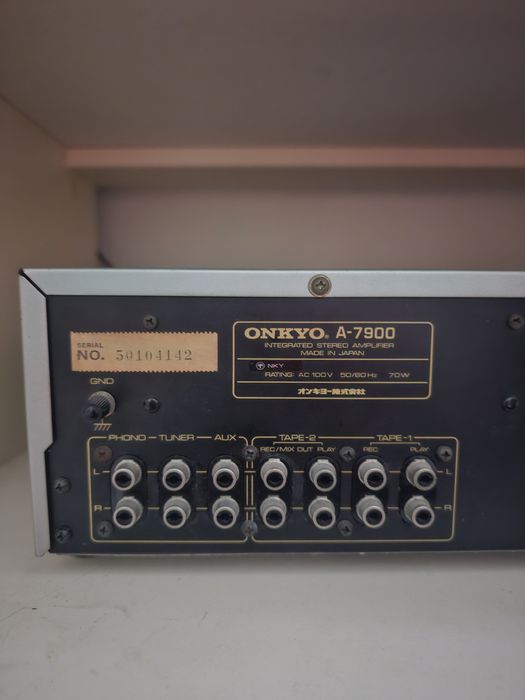 SERIAL
NO. 50104142
ONKYO® A-7900
INTEGRATED STEREO AMPLIFIER
MADE IN JAPAN
NKY
RATING: AC 100V 50/60 Hz 70W
オンキヨー株式会社
GND
PHONO TUNER AUX
TAPE-2 TAPE-1
REC/MIX OUT PLAY REC PLAY
L L
R R